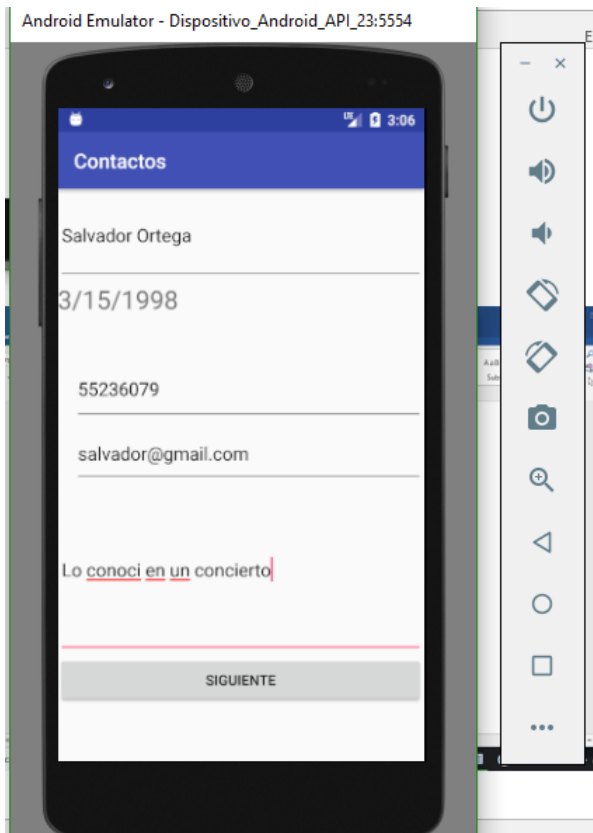 Android Emulator - Dispositivo_Android_API_23:5554
LTE 3:06
Contactos
Salvador Ortega
3/15/1998
55236079
salvador@gmail.com
Lo conoci en un concierto
SIGUIENTE